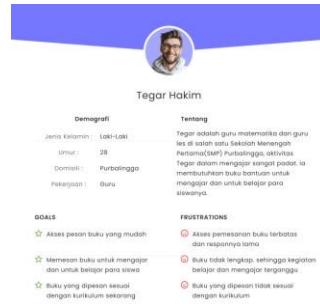 Tegar Hakim
Demografi
Jenis Kelamin : Laki-Laki
Umur : 28
Domisili : Purbalingga
Pekerjaan : Guru
Tentang
Tegar adalah guru matematika dan guru
les di salah satu Sekolah Menengah
Pertama(SMP) Purbalingga, aktivitas
Tegar dalam mengajar sangat padat. Ia
membutuhkan buku bantuan untuk
mengajar dan untuk belajar para
siswanya.
GOALS
Akses pesan buku yang mudah
Memesan buku untuk mengajar
dan untuk belajar para siswa
Buku yang dipesan sesuai
dengan kurikulum sekarang
FRUSTRATIONS
Akses pemesanan buku terbatas
dan responnya lama
Buku tidak lengkap, sehingga kegiatan
belajar dan mengajar terganggu
Buku yang dipesan tidak sesuai
dengan kurikulum